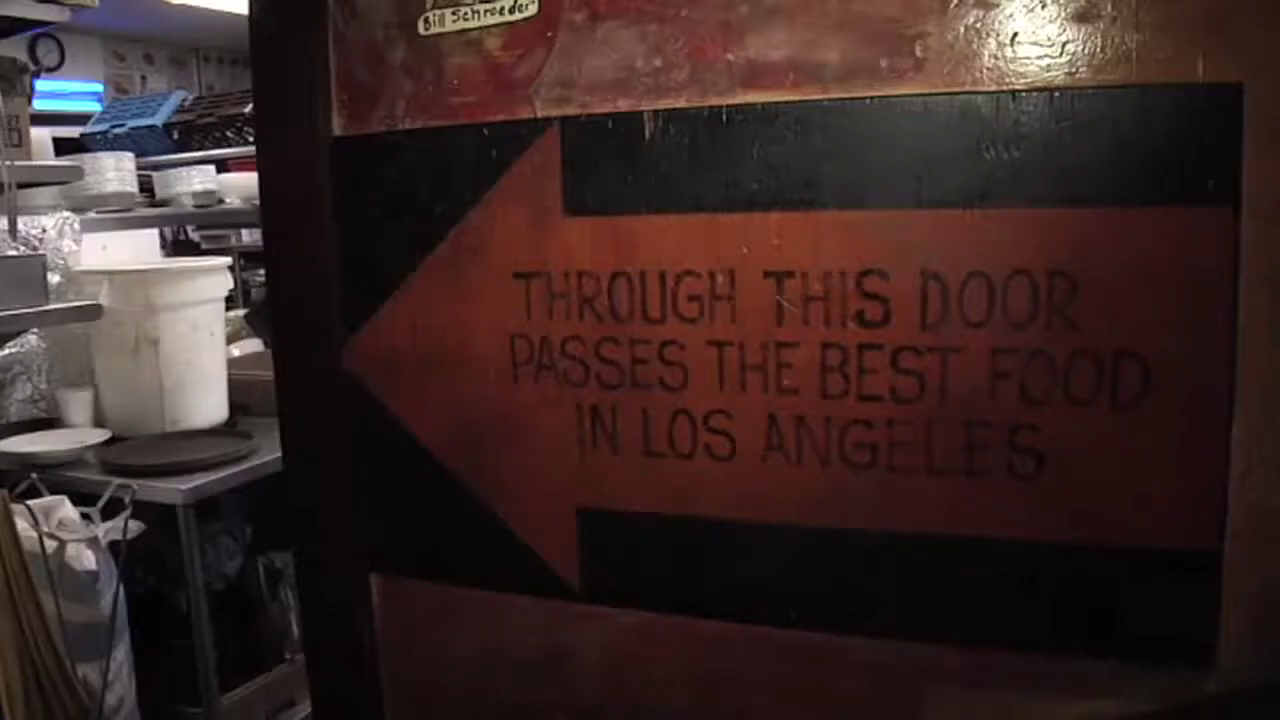 Bill Schroeder
THROUGH THIS DOOR
PASSES THE BEST FOOD
IN LOS ANGELES